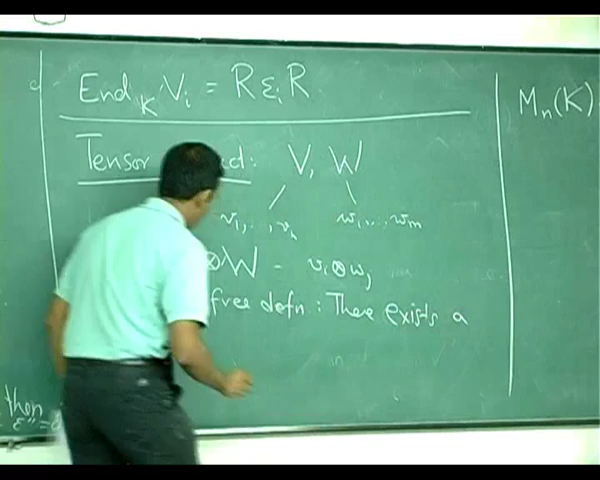 End_K V_i = R ε_i R
Tensor V, W
v_1, ..., v_n w_1, ..., w_m
⊗W - v_i ⊗ w_j
free defn : There exists a
M_n(K)
then